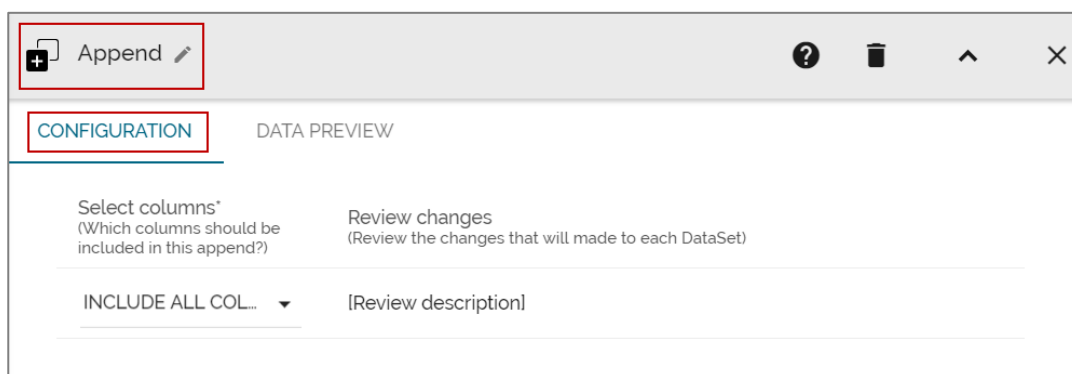 Append
CONFIGURATION DATA PREVIEW
Select columns*
(Which columns should be
included in this append?)
Review changes
(Review the changes that will made to each DataSet)
INCLUDE ALL COL... [Review description]